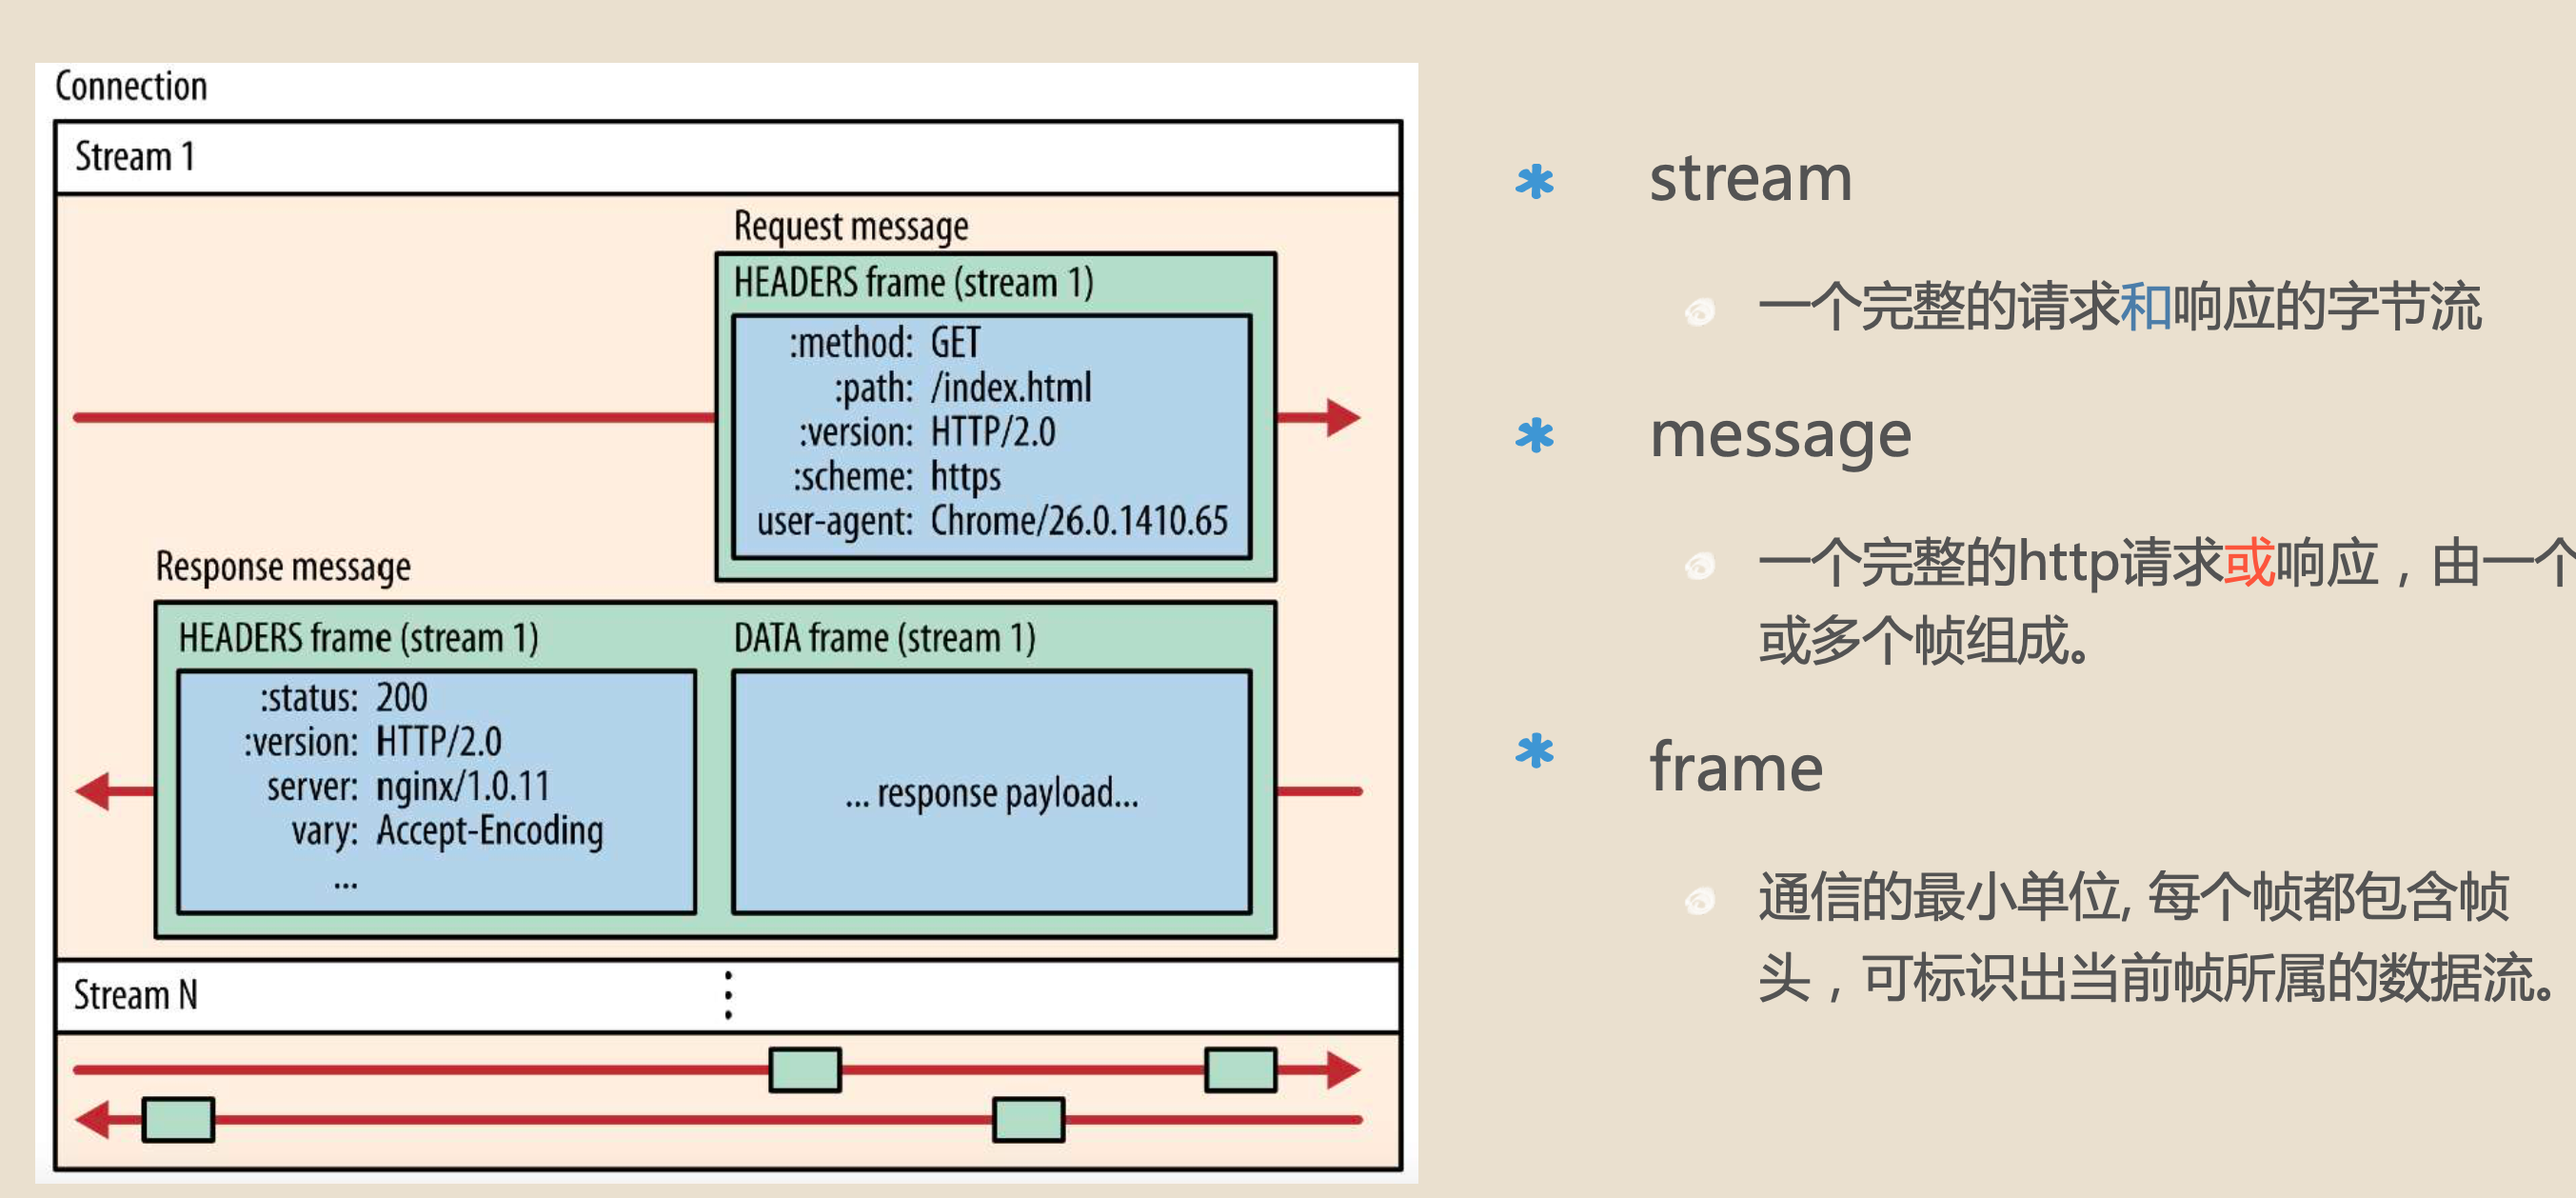 Connection
Stream 1
Request message
HEADERS frame (stream 1)
:method: GET
:path: /index.html
:version: HTTP/2.0
:scheme: https
user-agent: Chrome/26.0.1410.65
Response message
HEADERS frame (stream 1)
:status: 200
:version: HTTP/2.0
server: nginx/1.0.11
vary: Accept-Encoding
...
DATA frame (stream 1)
... response payload...
Stream N
* stream
一个完整的请求和响应的字节流
* message
一个完整的http请求或响应，由一个
或多个帧组成。
* frame
通信的最小单位, 每个帧都包含帧
头，可标识出当前帧所属的数据流。